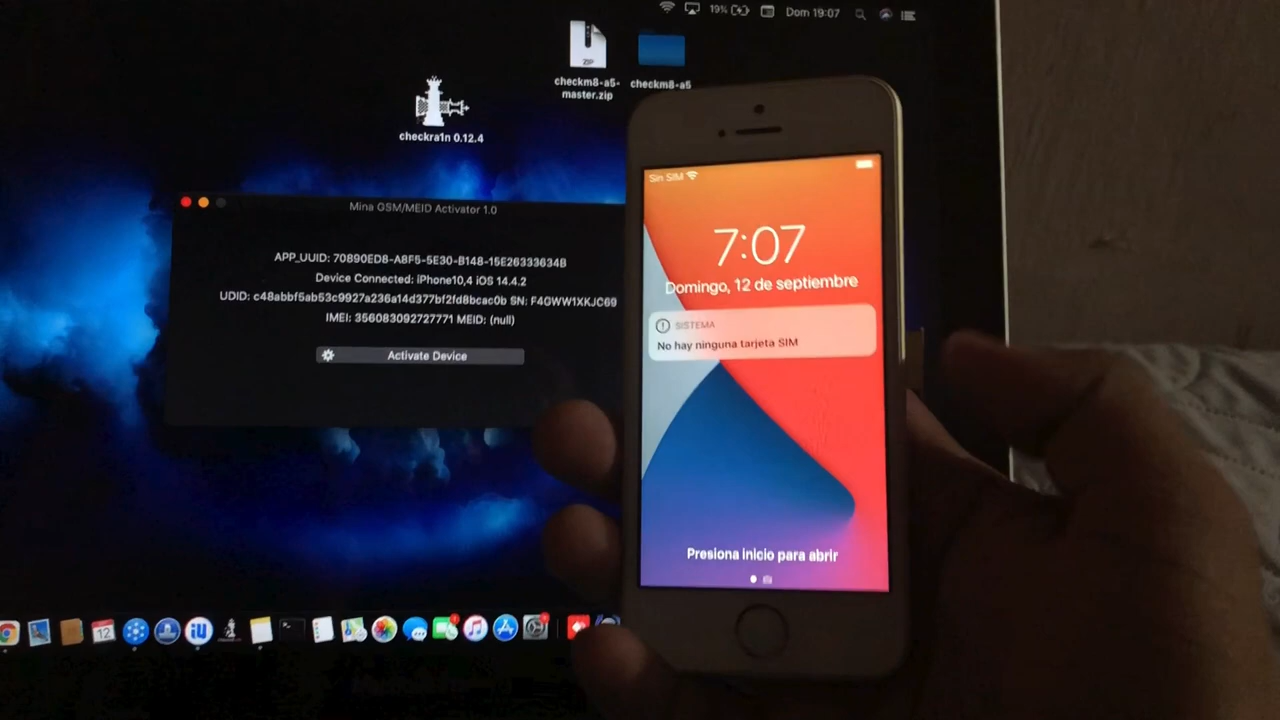 19%
Dom 19:07
ZIP
checkm8-a5-
master.zip
checkm8-a5
checkra1n 0.12.4
Mina GSM/MEID Activator 1.0
APP_UUID: 70890ED8-A8F5-5E30-B148-15E26333634B
Device Connected: iPhone10,4 iOS 14.4.2
UDID: c48abbf5ab53c9927a236a14d377bf2fd8bcac0b SN: F4GWW1XKJC69
IMEI: 356083092727771 MEID: (null)
Activate Device
Sin SIM
7:07
Domingo, 12 de septiembre
SISTEMA
No hay ninguna tarjeta SIM
Presiona inicio para abrir
12